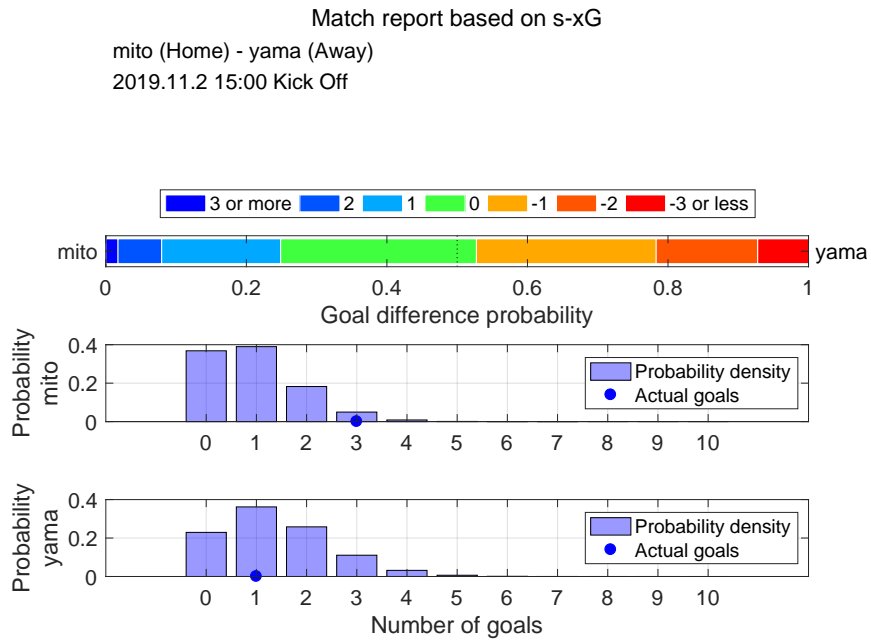 Match report based on s-xG
mito (Home) - yama (Away)
2019.11.2 15:00 Kick Off
3 or more 2 1 0 -1 -2 -3 or less
mito yama
0 0.2 0.4 0.6 0.8 1
Goal difference probability
Probability
mito
0.4
0.2
0
Probability density
Actual goals
0 1 2 3 4 5 6 7 8 9 10
Probability
yama
0.4
0.2
0
Probability density
Actual goals
0 1 2 3 4 5 6 7 8 9 10
Number of goals